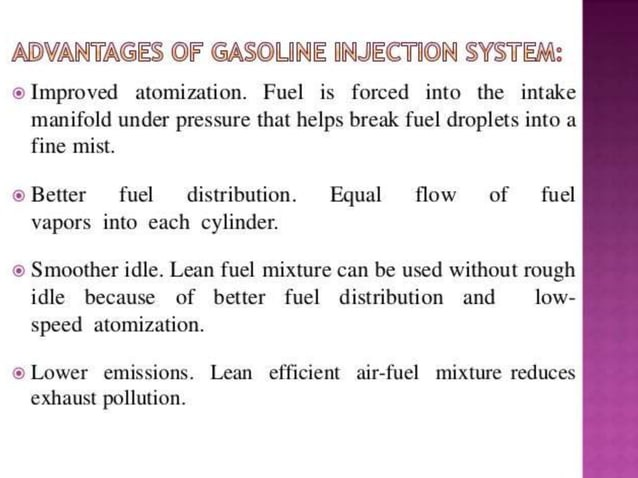 ADVANTAGES OF GASOLINE INJECTION SYSTEM:
Improved atomization. Fuel is forced into the intake
manifold under pressure that helps break fuel droplets into a
fine mist.
Better fuel distribution. Equal flow of fuel
vapors into each cylinder.
Smoother idle. Lean fuel mixture can be used without rough
idle because of better fuel distribution and low-
speed atomization.
Lower emissions. Lean efficient air-fuel mixture reduces
exhaust pollution.